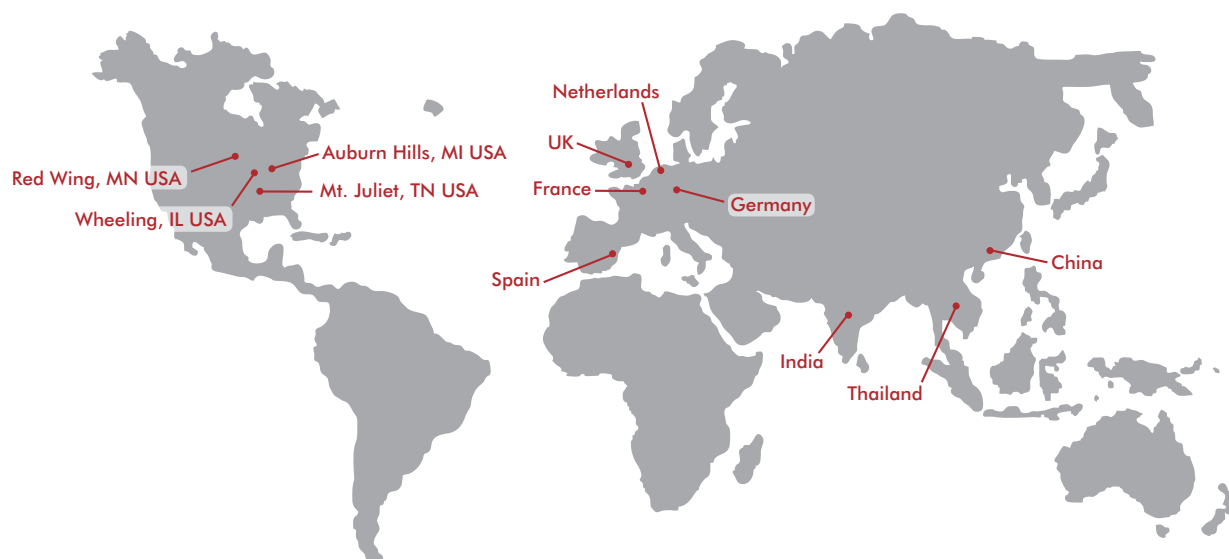 Netherlands
UK
Auburn Hills, MI USA
Red Wing, MN USA
France
Mt. Juliet, TN USA
Germany
Wheeling, IL USA
China
Spain
India
Thailand